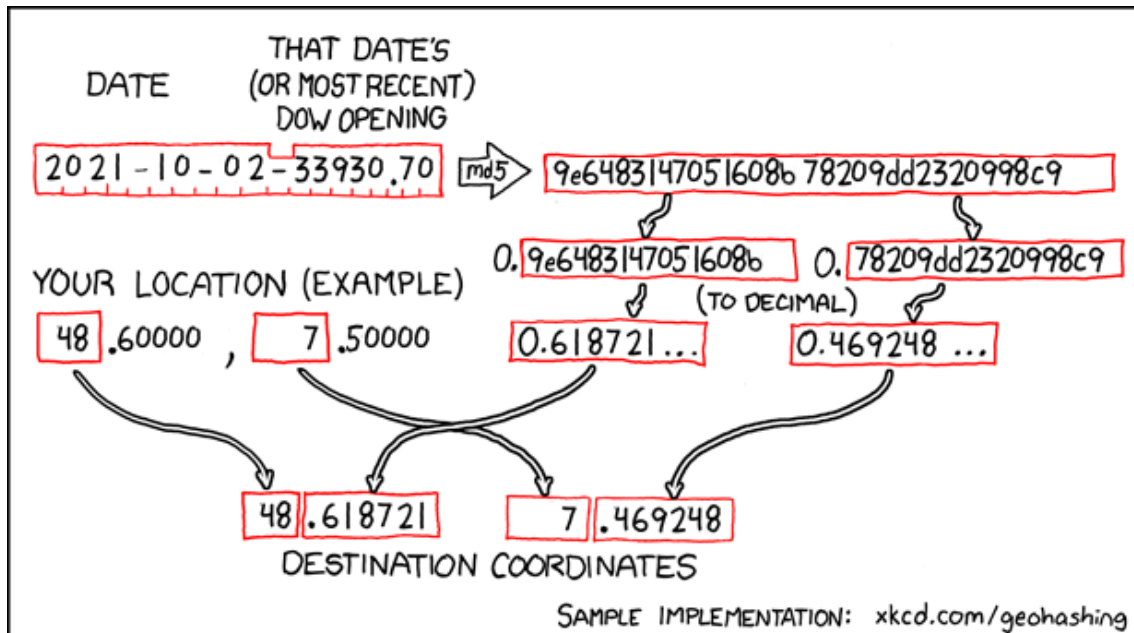 THAT DATE'S
DATE (OR MOST RECENT)
DOW OPENING
2021-10-02-33930.70 md5 9e6483147051608b78209dd2320998c9
0.9e6483147051608b 0.78209dd2320998c9
YOUR LOCATION (EXAMPLE) (TO DECIMAL)
48.60000, 7.50000 0.618721... 0.469248...
48.618721 7.469248
DESTINATION COORDINATES
SAMPLE IMPLEMENTATION: xkcd.com/geohashing